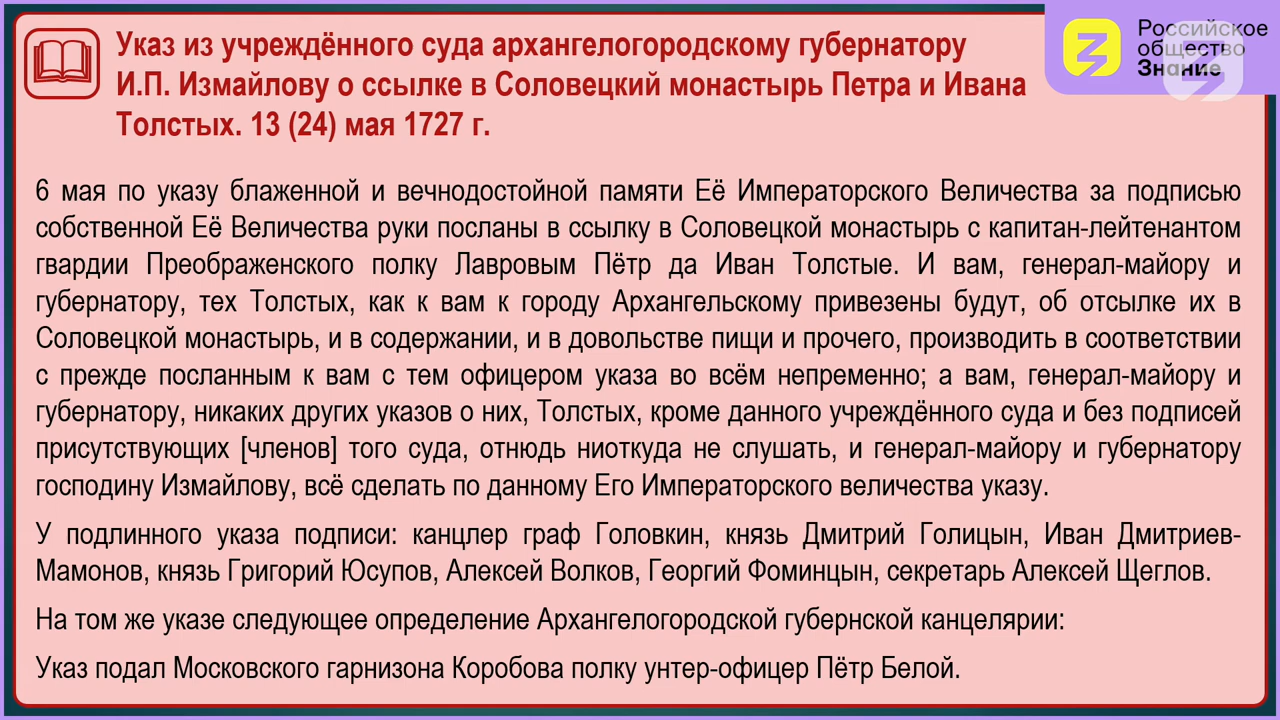 Указ из учреждённого суда архангелогородскому губернатору
И.П. Измайлову о ссылке в Соловецкий монастырь Петра и Ивана
Толстых. 13 (24) мая 1727 г.
Российское
общество
Знание
6 мая по указу блаженной и вечнодостойной памяти Её Императорского Величества за подписью
собственной Её Величества руки посланы в ссылку в Соловецкой монастырь с капитан-лейтенантом
гвардии Преображенского полку Лавровым Пётр да Иван Толстые. И вам, генерал-майору и
губернатору, тех Толстых, как к вам к городу Архангельскому привезены будут, об отсылке их в
Соловецкой монастырь, и в содержании, и в довольстве пищи и прочего, производить в соответствии
с прежде посланным к вам с тем офицером указа во всём непременно; а вам, генерал-майору и
губернатору, никаких других указов о них, Толстых, кроме данного учреждённого суда и без подписей
присутствующих [членов] того суда, отнюдь ниоткуда не слушать, и генерал-майору и губернатору
господину Измайлову, всё сделать по данному Его Императорского величества указу.
У подлинного указа подписи: канцлер граф Головкин, князь Дмитрий Голицын, Иван Дмитриев-
Мамонов, князь Григорий Юсупов, Алексей Волков, Георгий Фоминцын, секретарь Алексей Щеглов.
На том же указе следующее определение Архангелогородской губернской канцелярии:
Указ подал Московского гарнизона Коробова полку унтер-офицер Пётр Белой.